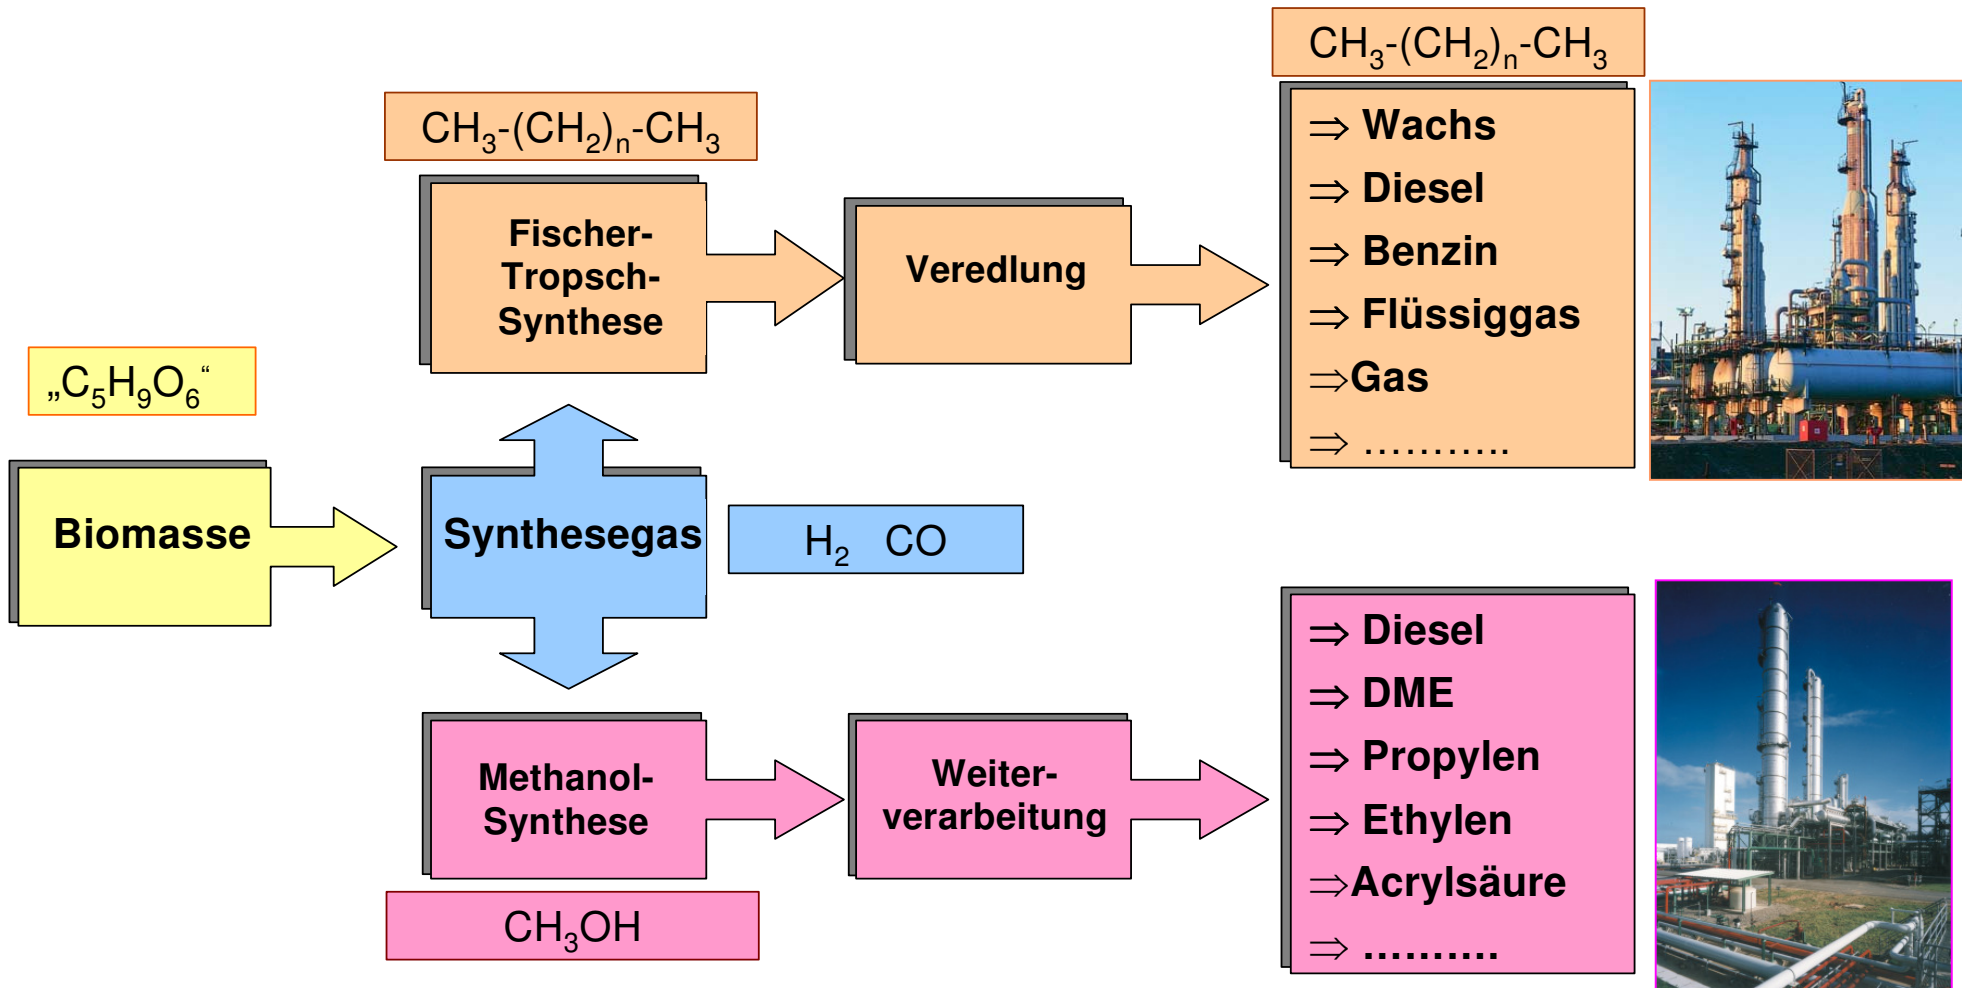 „C₅H₉O₆“
Biomasse
CH₃-(CH₂)ₙ-CH₃
Fischer-
Tropsch-
Synthese
Veredlung
CH₃-(CH₂)ₙ-CH₃
⇒ Wachs
⇒ Diesel
⇒ Benzin
⇒ Flüssiggas
⇒Gas
⇒ ………..
Synthesegas
H₂ CO
Methanol-
Synthese
CH₃OH
Weiter-
verarbeitung
⇒ Diesel
⇒ DME
⇒ Propylen
⇒ Ethylen
⇒Acrylsäure
⇒ ……….